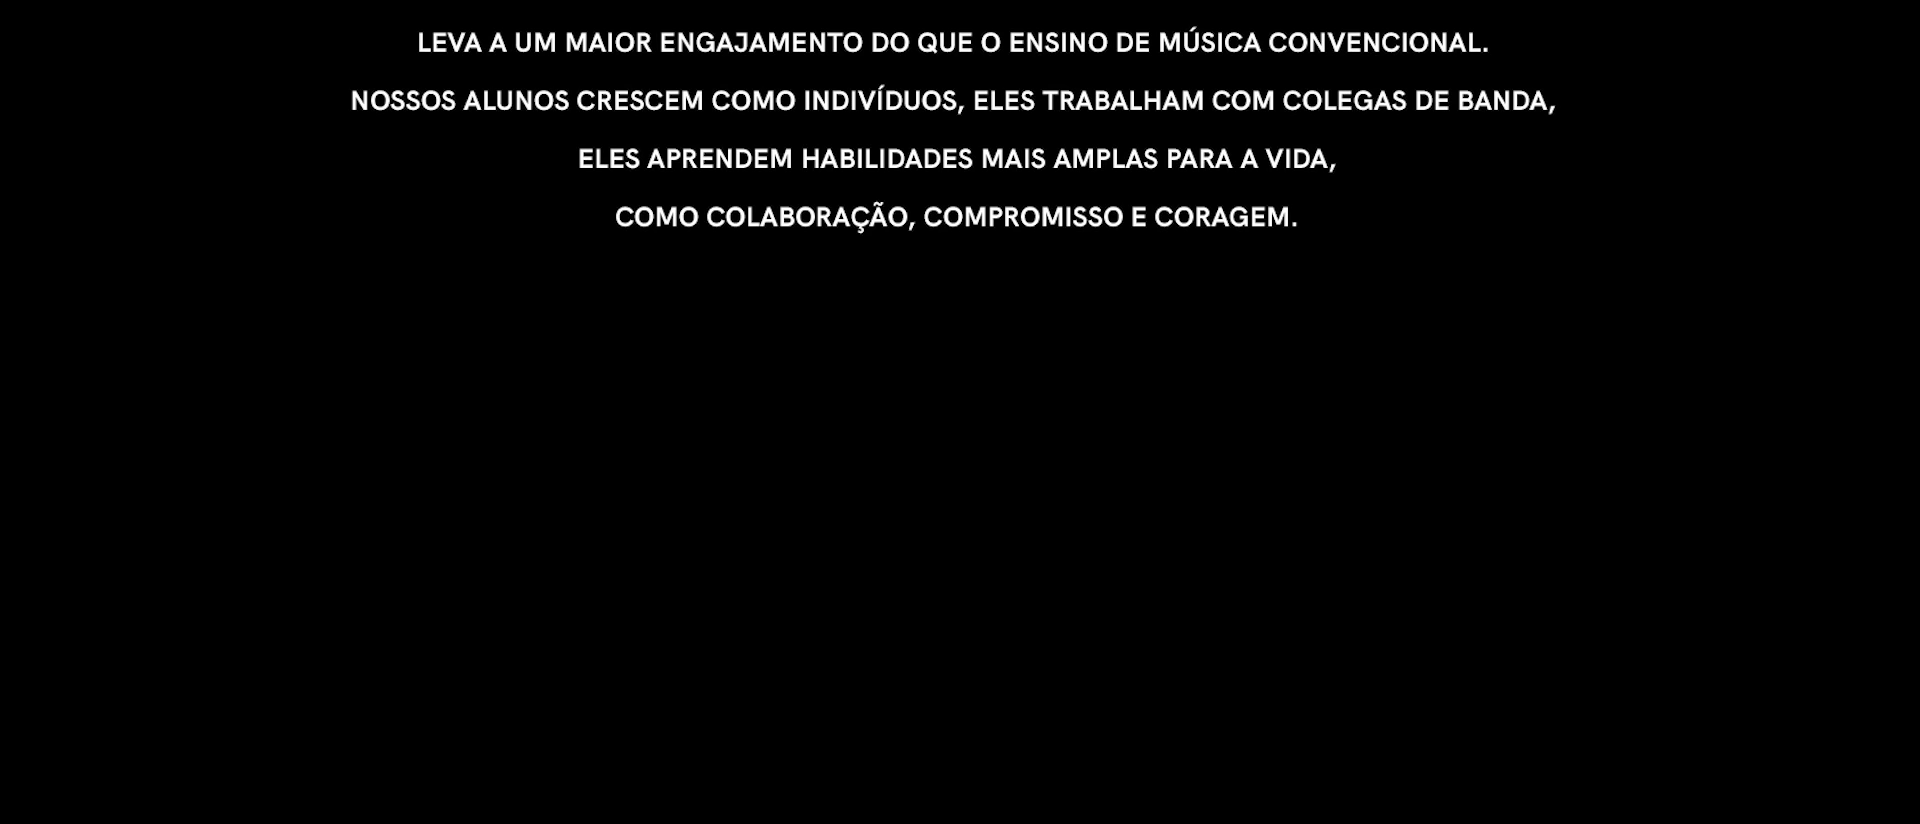 LEVA A UM MAIOR ENGAJAMENTO DO QUE O ENSINO DE MÚSICA CONVENCIONAL.
NOSSOS ALUNOS CRESCEM COMO INDIVÍDUOS, ELES TRABALHAM COM COLEGAS DE BANDA,
ELES APRENDEM HABILIDADES MAIS AMPLAS PARA A VIDA,
COMO COLABORAÇÃO, COMPROMISSO E CORAGEM.